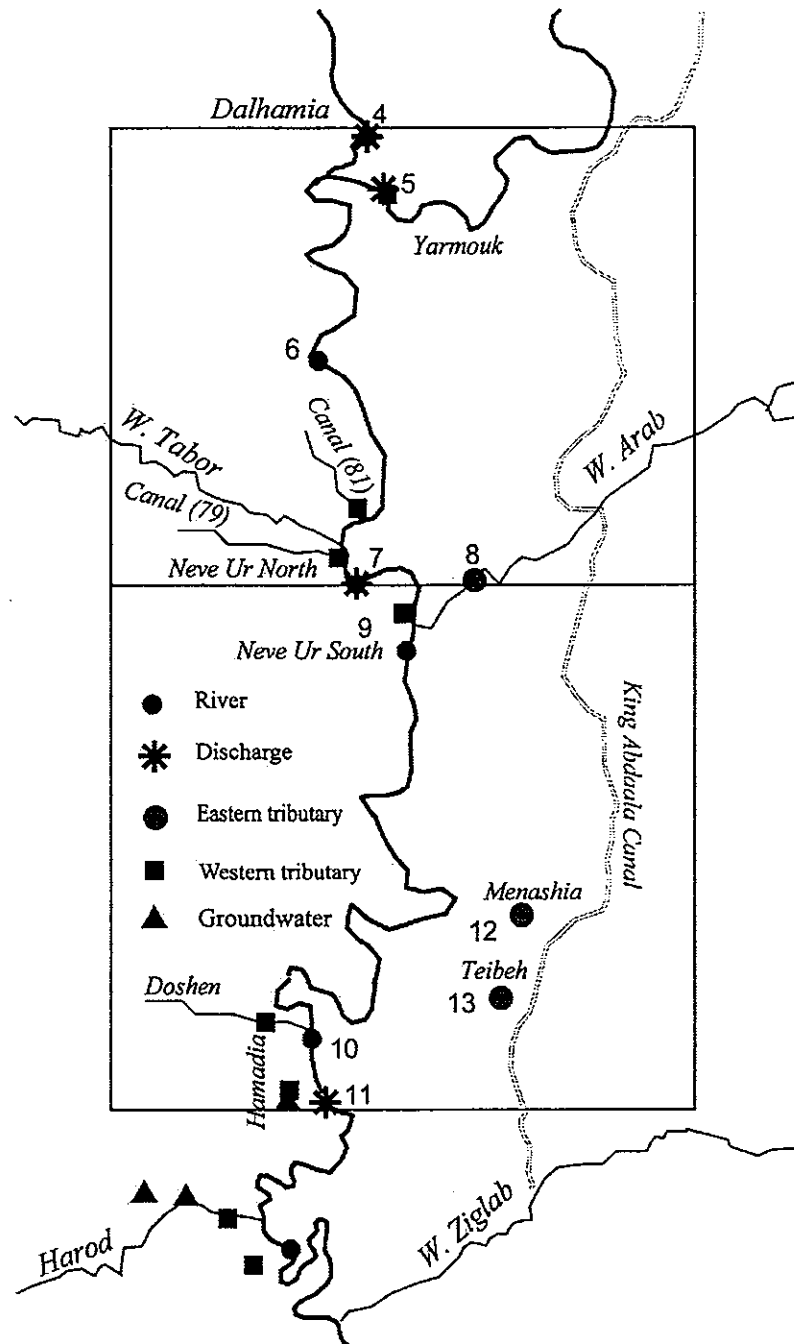 Dalhamia
4
5
Yarmouk
6
Canal (81)
W. Tabor
Canal (79)
W. Arab
Neve Ur North
7
8
9
Neve Ur South
River
Discharge
Eastern tributary
Western tributary
Groundwater
King Abdaala Canal
Menashia
12
Teibeh
13
Doshen
10
Hamadia
11
Harod
W. Ziglab